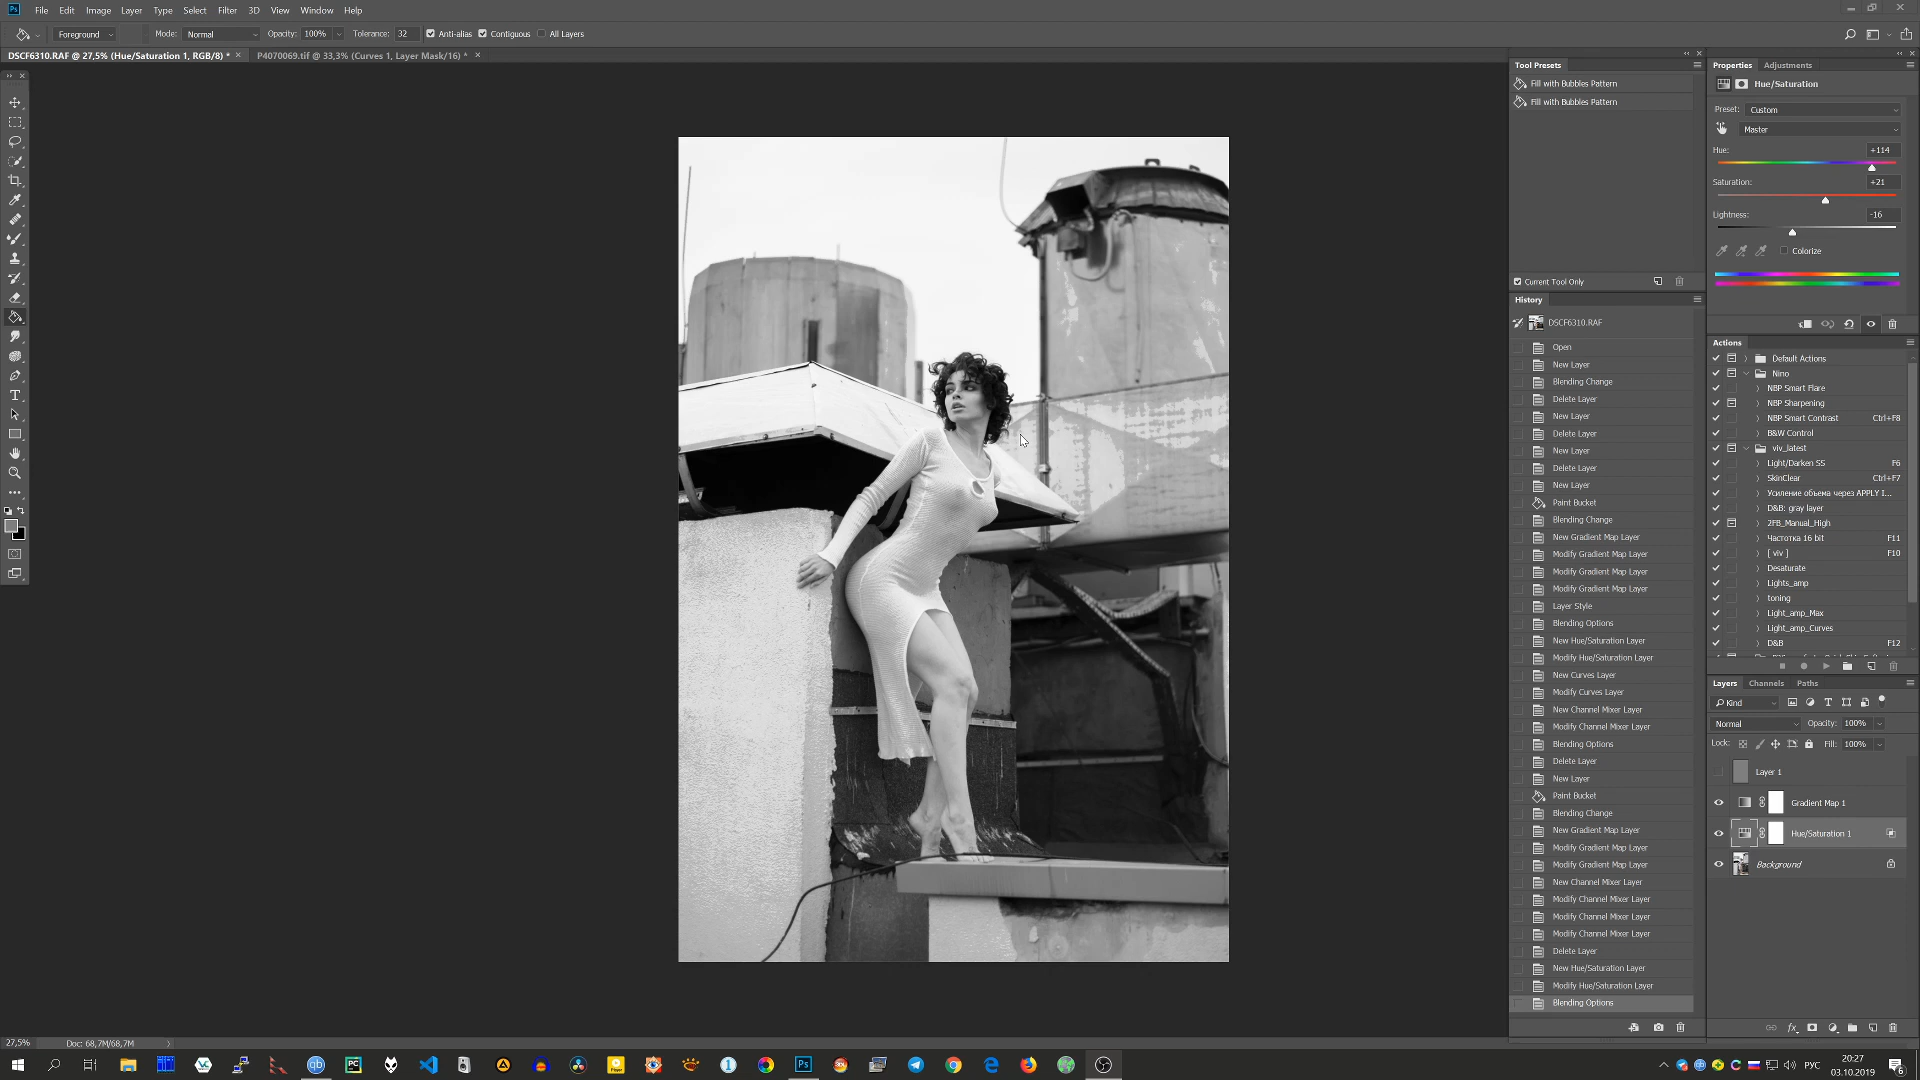 Ps File Edit Image Layer Type Select Filter 3D View Window Help
Foreground Mode: Normal Opacity: 100% Tolerance: 32 Anti-alias Contiguous All Layers
DSCF6310.RAF @ 27,5% (Hue/Saturation 1, RGB/8) * × P4070069.tif @ 33,3% (Curves 1, Layer Mask/16) * ×
Tool Presets
Fill with Bubbles Pattern
Fill with Bubbles Pattern
Current Tool Only
History
DSCF6310.RAF
Open
New Layer
Blending Change
Delete Layer
New Layer
Delete Layer
New Layer
Delete Layer
New Layer
Paint Bucket
Blending Change
New Gradient Map Layer
Modify Gradient Map Layer
Modify Gradient Map Layer
Modify Gradient Map Layer
Layer Style
Blending Options
New Hue/Saturation Layer
Modify Hue/Saturation Layer
New Curves Layer
Modify Curves Layer
New Channel Mixer Layer
Modify Channel Mixer Layer
Blending Options
Delete Layer
New Layer
Paint Bucket
Blending Change
New Gradient Map Layer
Modify Gradient Map Layer
Modify Gradient Map Layer
New Channel Mixer Layer
Modify Channel Mixer Layer
Modify Channel Mixer Layer
Modify Channel Mixer Layer
Delete Layer
New Hue/Saturation Layer
Modify Hue/Saturation Layer
Blending Options
Properties Adjustments
Hue/Saturation
Preset: Custom
Master
Hue: +114
Saturation: +21
Lightness: -16
Colorize
Actions
Default Actions
Nino
NBP Smart Flare
NBP Sharpening
NBP Smart Contrast Ctrl+F8
B&W Control
viv_latest
Light/Darken SS F6
SkinClear Ctrl+F7
Усиление объема через APPLY I...
D&B: gray layer
2FB_Manual_High
Частотка 16 bit F11
[ viv ] F10
Desaturate
Lights_amp
toning
Light_amp_Max
Light_amp_Curves
D&B F12
Layers Channels Paths
Kind
Normal Opacity: 100%
Lock: Fill: 100%
Layer 1
Gradient Map 1
Hue/Saturation 1
Background
fx
27,5% Doc: 68,7M/68,7M
qb PC Ps РУС
20:27
03.10.2019
6